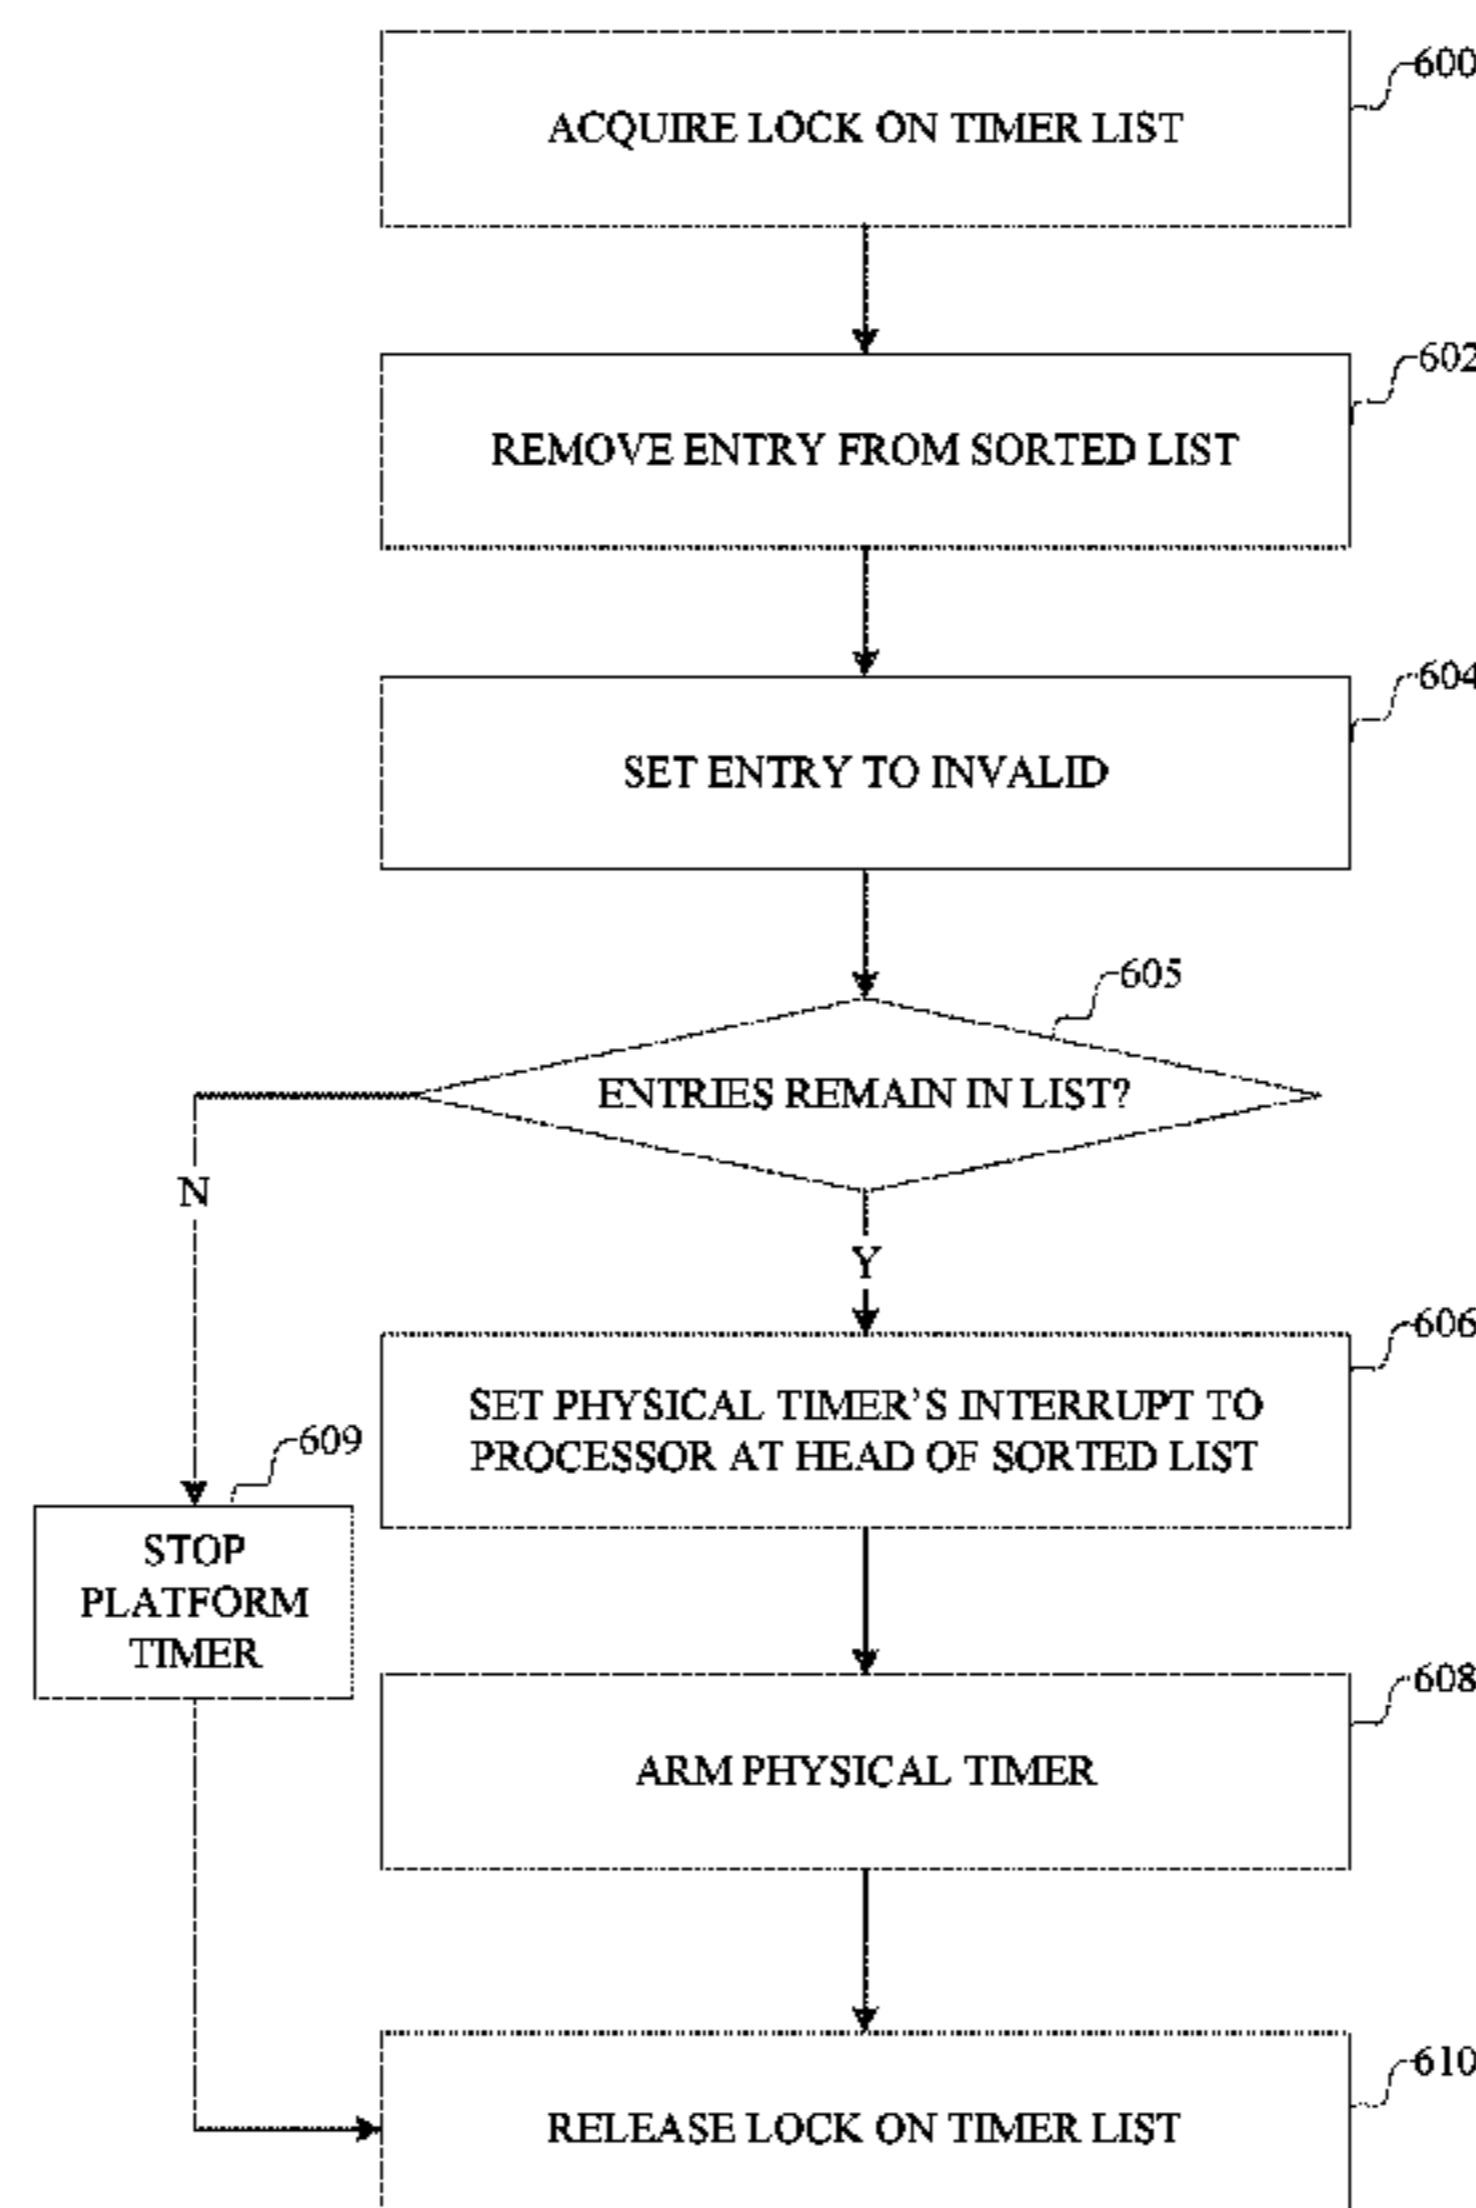 600
ACQUIRE LOCK ON TIMER LIST
602
REMOVE ENTRY FROM SORTED LIST
604
SET ENTRY TO INVALID
605
ENTRIES REMAIN IN LIST?
N
Y
606
SET PHYSICAL TIMER'S INTERRUPT TO
PROCESSOR AT HEAD OF SORTED LIST
609
STOP
PLATFORM
TIMER
608
ARM PHYSICAL TIMER
610
RELEASE LOCK ON TIMER LIST